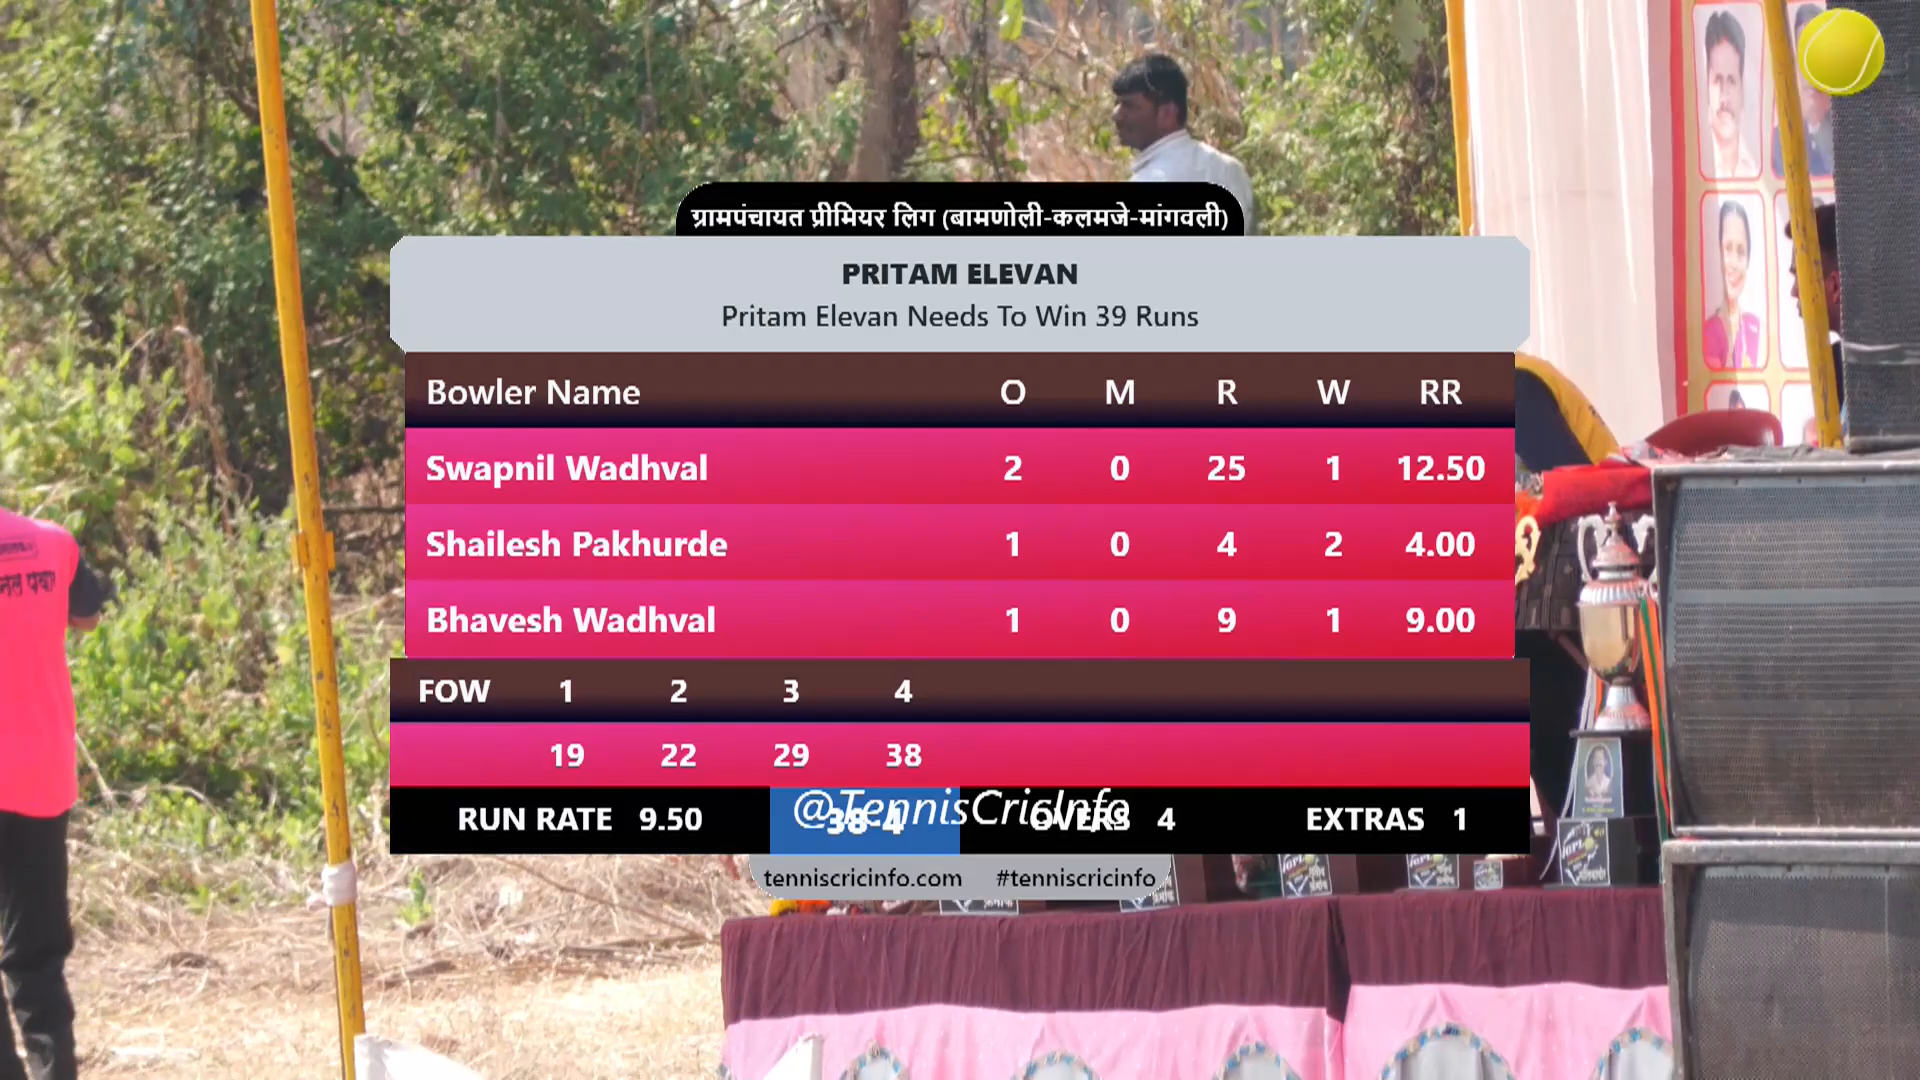 ग्रामपंचायत प्रीमियर लिग (बामणोली-कलमजे-मांगवली)
PRITAM ELEVAN
Pritam Elevan Needs To Win 39 Runs
Bowler Name O M R W RR
Swapnil Wadhval 2 0 25 1 12.50
Shailesh Pakhurde 1 0 4 2 4.00
Bhavesh Wadhval 1 0 9 1 9.00
FOW 1 2 3 4
19 22 29 38
RUN RATE 9.50 38-4 OVERS 4 EXTRAS 1
@TennisCricInfo
tenniscricinfo.com #tenniscricinfo